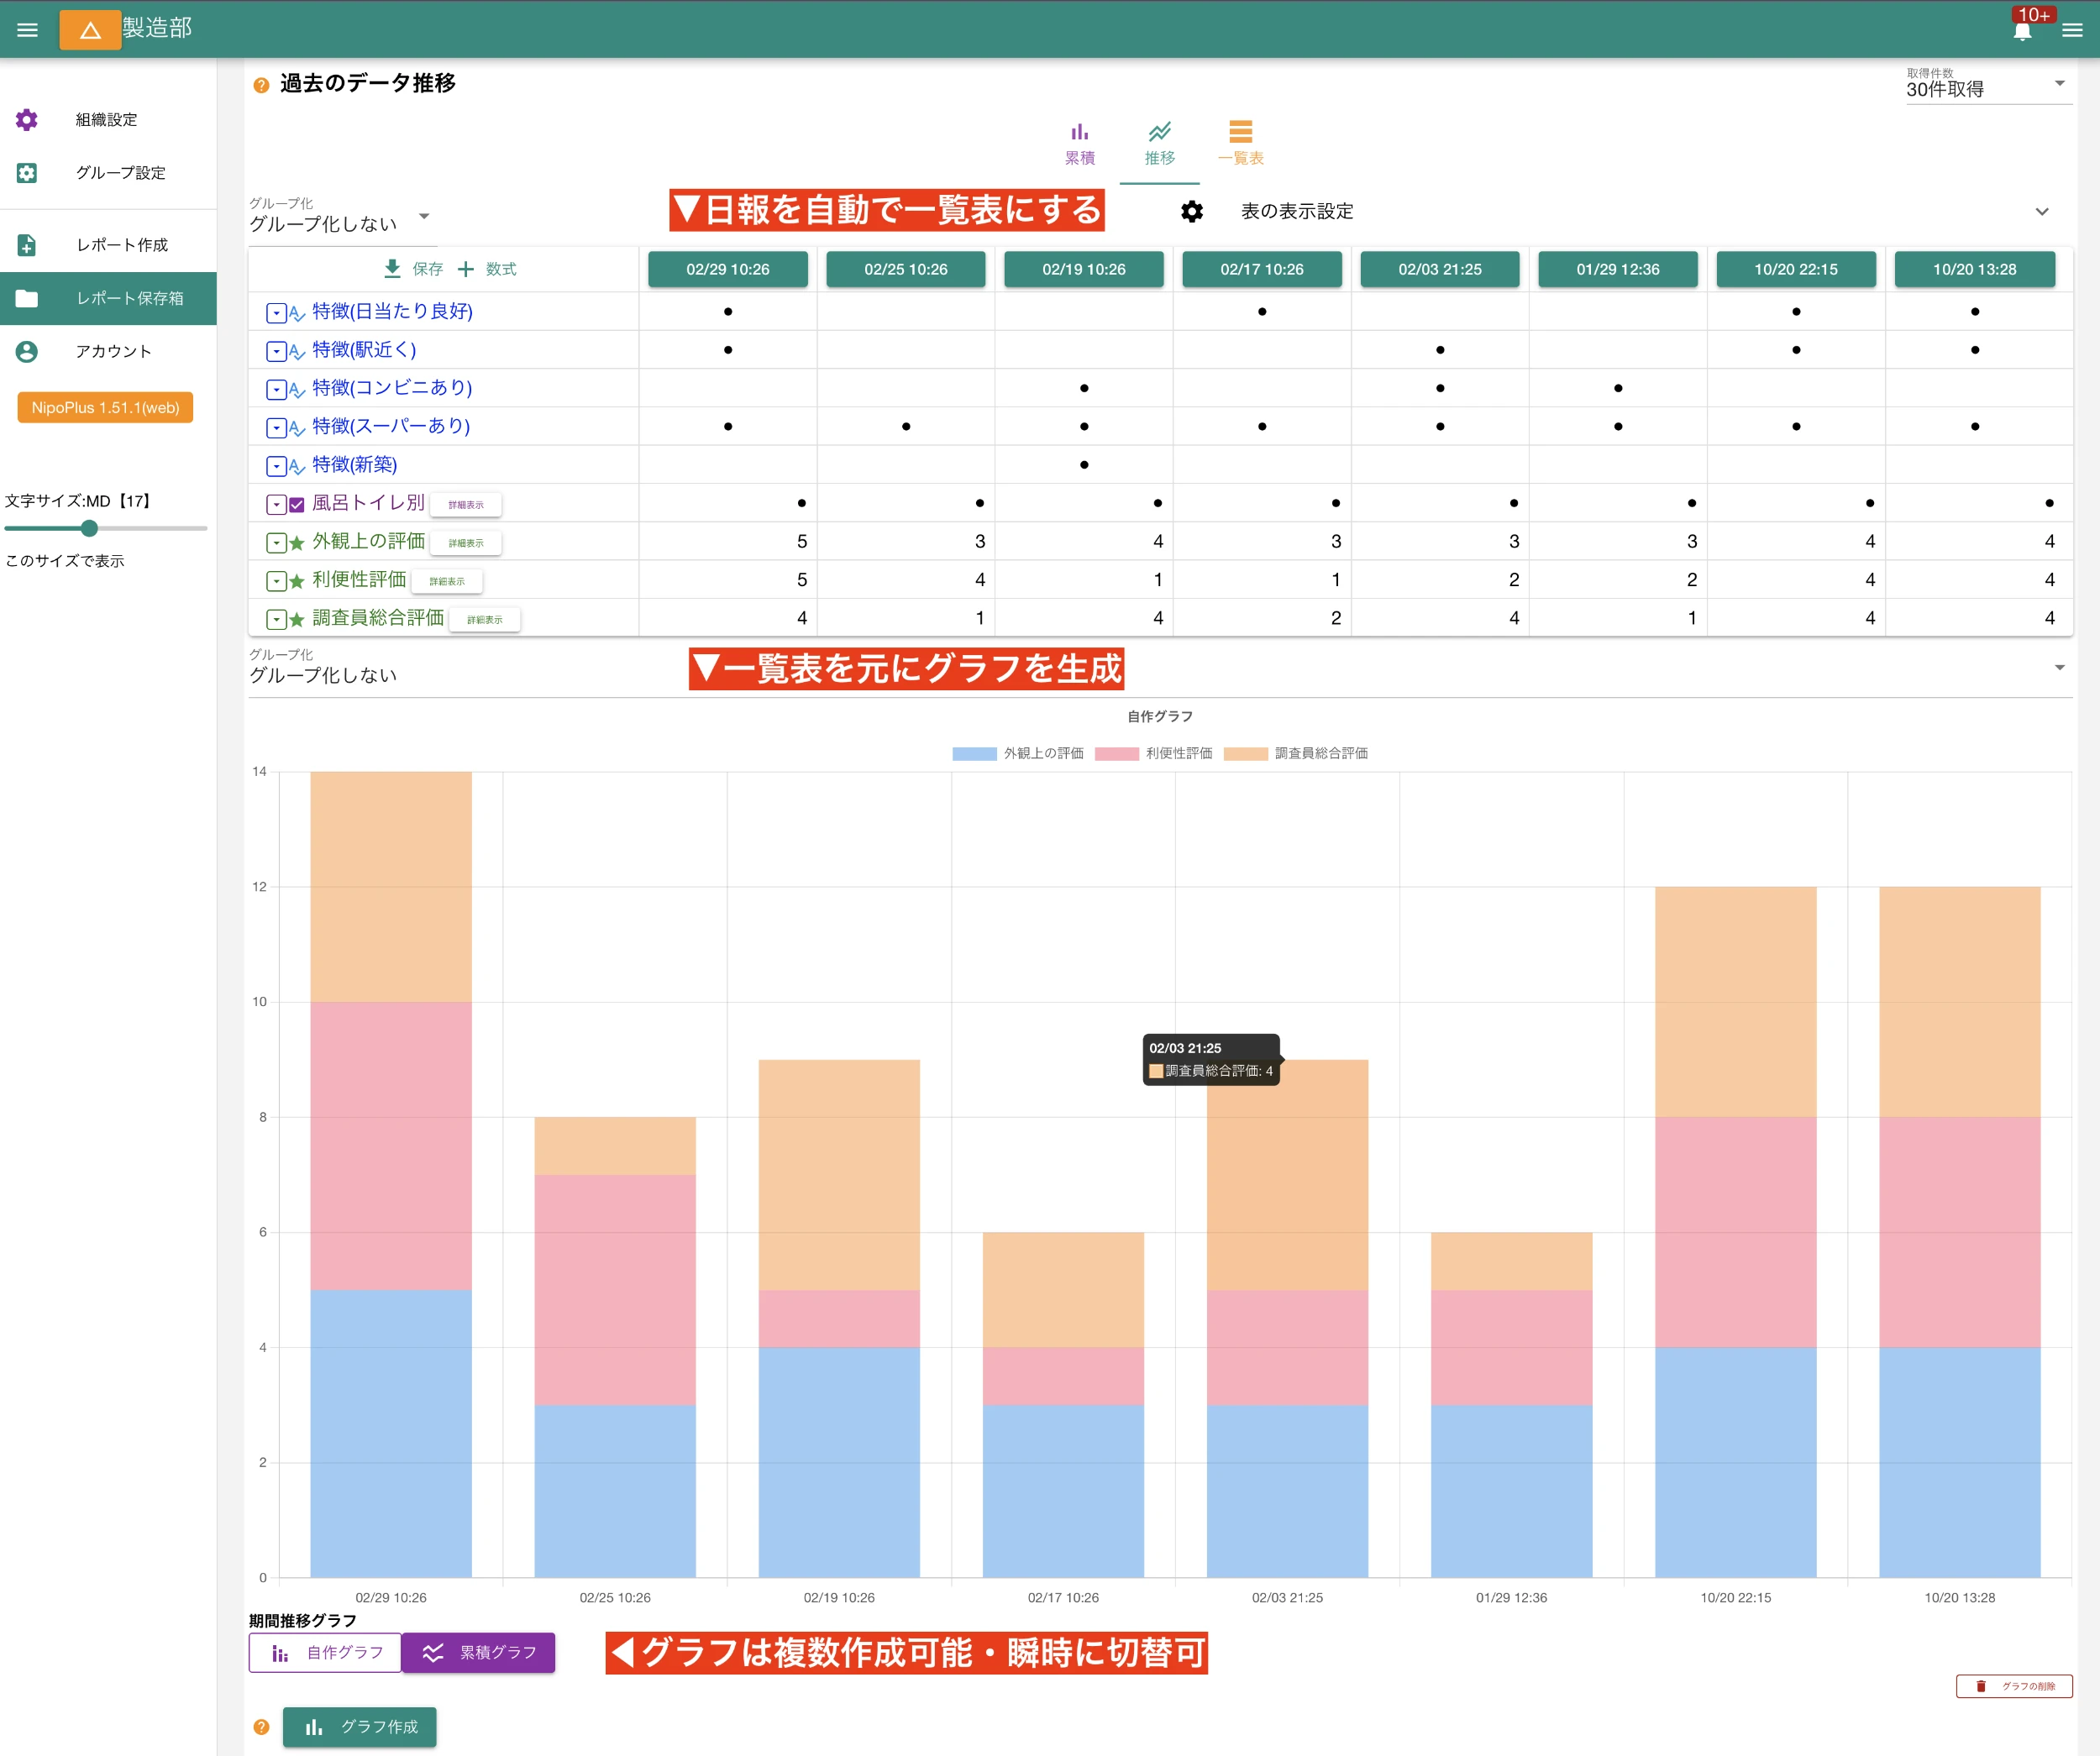 製造部
10+
組織設定
グループ設定
レポート作成
レポート保存箱
アカウント
NipoPlus 1.51.1(web)
文字サイズ:MD【17】
このサイズで表示
過去のデータ推移
取得件数
30件取得
累積 推移 一覧表
グループ化
グループ化しない
▼日報を自動で一覧表にする
表の表示設定
保存 数式 02/29 10:26 02/25 10:26 02/19 10:26 02/17 10:26 02/03 21:25 01/29 12:36 10/20 22:15 10/20 13:28
特徴(日当たり良好) ● ● ● ●
特徴(駅近く) ● ● ● ●
特徴(コンビニあり) ● ● ●
特徴(スーパーあり) ● ● ● ● ● ● ● ●
特徴(新築) ●
風呂トイレ別 詳細表示 ● ● ● ● ● ● ● ●
外観上の評価 詳細表示 5 3 4 3 3 3 4 4
利便性評価 詳細表示 5 4 1 1 2 2 4 4
調査員総合評価 詳細表示 4 1 4 2 4 1 4 4
グループ化
グループ化しない
▼一覧表を元にグラフを生成
自作グラフ
外観上の評価 利便性評価 調査員総合評価
14
12
10
02/03 21:25
調査員総合評価: 4
8
6
4
2
0
02/29 10:26 02/25 10:26 02/19 10:26 02/17 10:26 02/03 21:25 01/29 12:36 10/20 22:15 10/20 13:28
期間推移グラフ
自作グラフ 累積グラフ
◀グラフは複数作成可能・瞬時に切替可
グラフの削除
グラフ作成